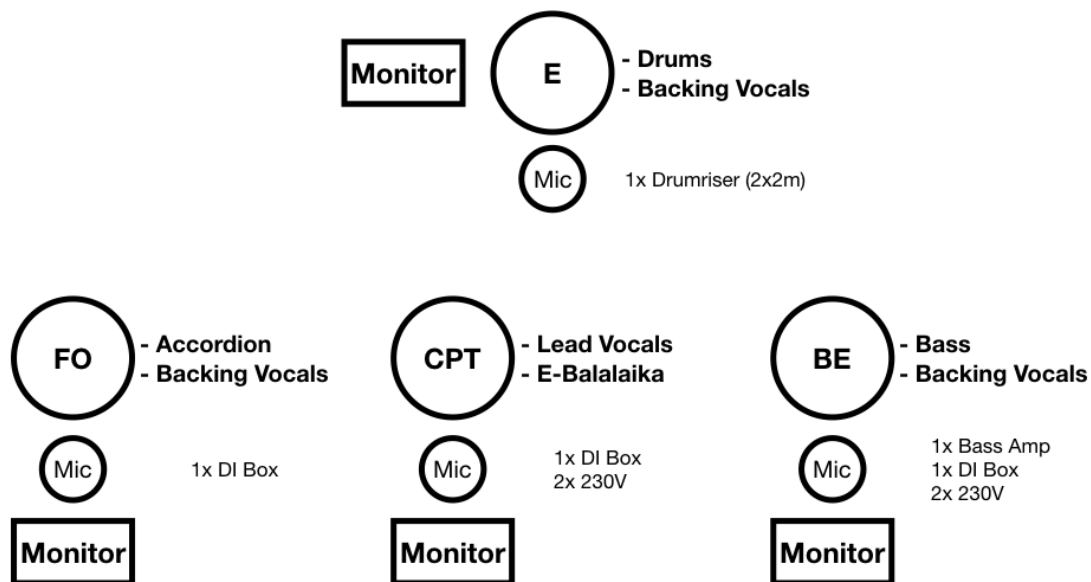 Monitor
E
- Drums
- Backing Vocals
Mic
1x Drumriser (2x2m)
FO
- Accordion
- Backing Vocals
CPT
- Lead Vocals
- E-Balalaika
BE
- Bass
- Backing Vocals
Mic
1x DI Box
Mic
1x DI Box
2x 230V
Mic
1x Bass Amp
1x DI Box
2x 230V
Monitor
Monitor
Monitor